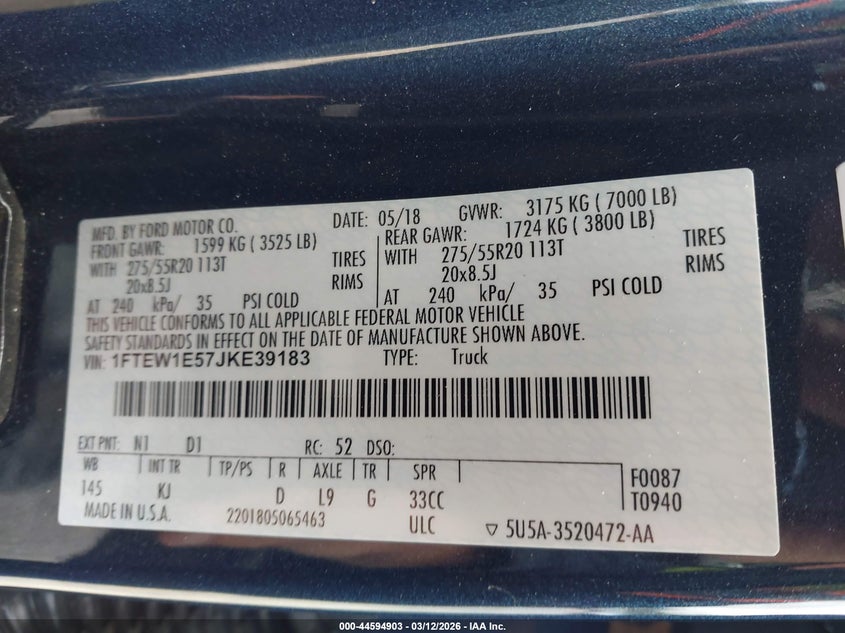 MFD. BY FORD MOTOR CO. DATE: 05/18 GVWR: 3175 KG ( 7000 LB)
FRONT GAWR: 1599 KG ( 3525 LB) REAR GAWR: 1724 KG ( 3800 LB)
WITH 275/55R20 113T TIRES WITH 275/55R20 113T TIRES
20x8.5J RIMS 20x8.5J RIMS
AT 240 kPa/ 35 PSI COLD AT 240 kPa/ 35 PSI COLD
THIS VEHICLE CONFORMS TO ALL APPLICABLE FEDERAL MOTOR VEHICLE
SAFETY STANDARDS IN EFFECT ON THE DATE OF MANUFACTURE SHOWN ABOVE.
VIN: 1FTEW1E57JKE39183 TYPE: Truck
EXT PNT: N1 D1 RC: 52 DSO:
WB INT TR TP/PS R AXLE TR SPR F0087
145 KJ D L9 G 33CC T0940
MADE IN U.S.A. 2201805065463 ULC ▽ 5U5A-3520472-AA
000-44594903 - 03/12/2026 - IAA Inc.